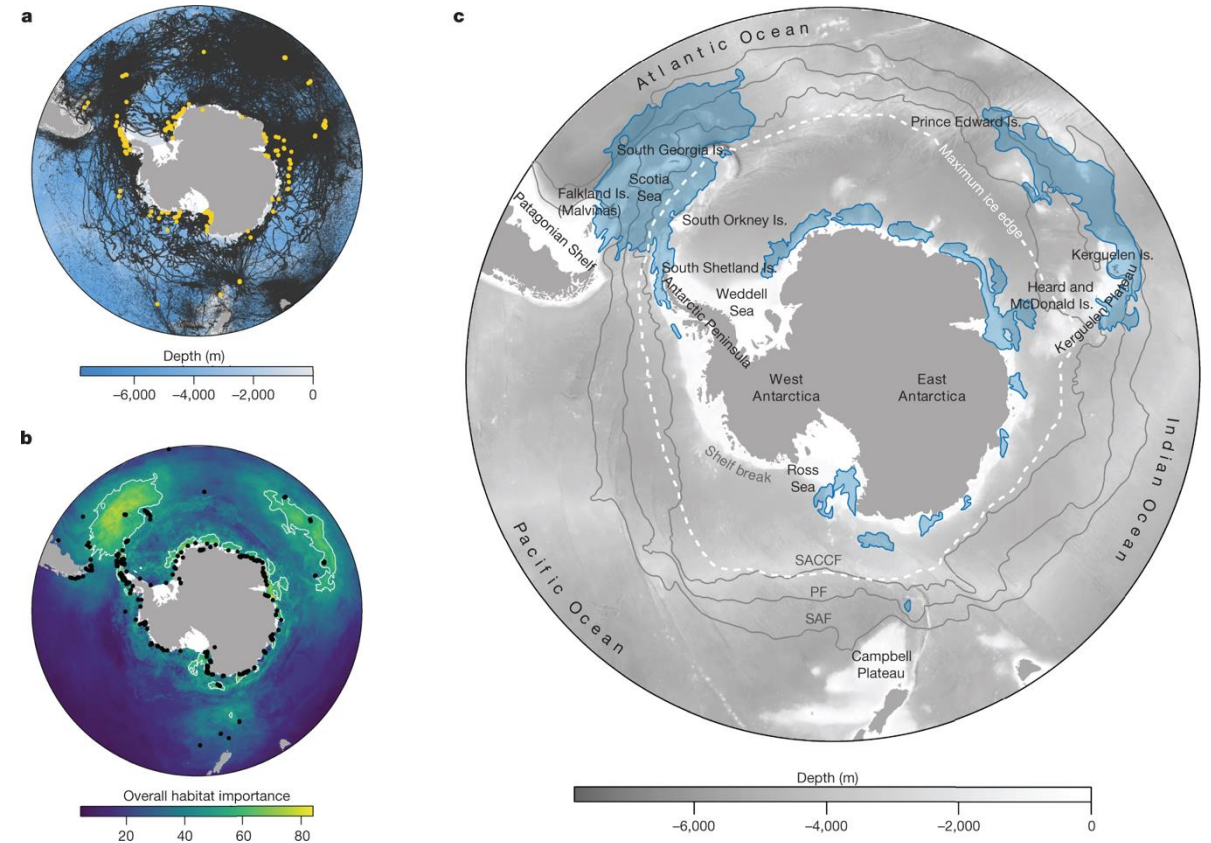 a
Depth (m)
−6,000
−4,000
−2,000
0
b
Overall habitat importance
20
40
60
80
c
Atlantic Ocean
Prince Edward Is.
South Georgia Is.
Maximum ice edge
Scotia
Sea
Falkland Is.
(Malvinas)
Patagonian Shelf
South Orkney Is.
Kerguelen Is.
South Shetland Is.
Weddell
Sea
Antarctic Peninsula
Heard and
McDonald Is.
Kerguelen Plateau
West
Antarctica
East
Antarctica
Indian Ocean
Shelf break
Ross
Sea
Pacific Ocean
SACCF
PF
SAF
Campbell
Plateau
Depth (m)
−6,000
−4,000
−2,000
0